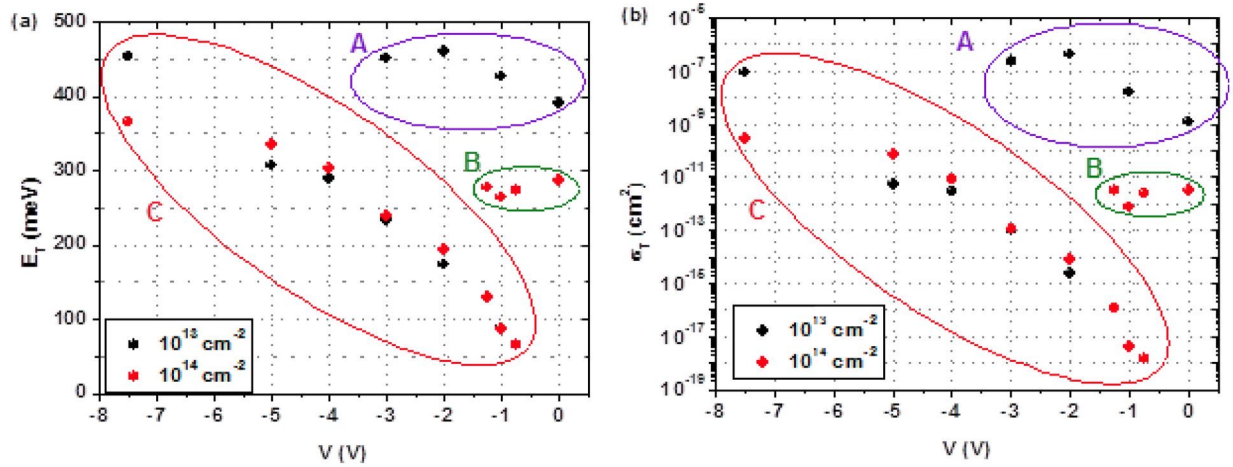 (a)
500
400
300
200
100
0
E_T (meV)
A
B
C
10^13 cm^-2
10^14 cm^-2
-8 -7 -6 -5 -4 -3 -2 -1 0
V (V)
(b)
10^-5
10^-7
10^-9
10^-11
10^-13
10^-15
10^-17
10^-19
σ_T (cm^2)
A
B
C
10^13 cm^-2
10^14 cm^-2
-8 -7 -6 -5 -4 -3 -2 -1 0
V (V)